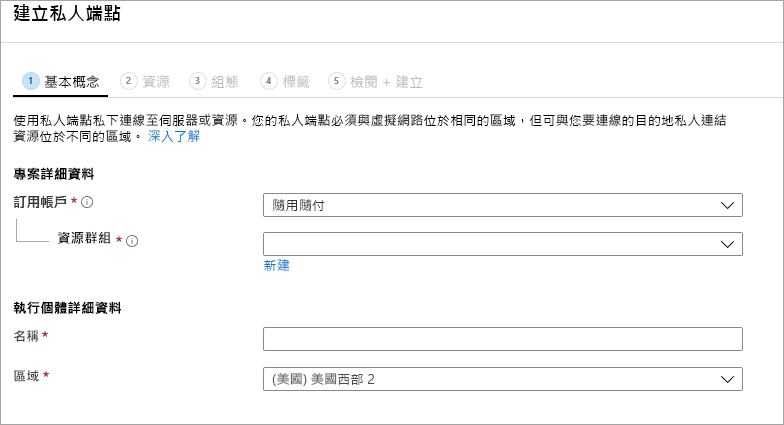 建立私人端點
1 基本概念 2 資源 3 組態 4 標籤 5 檢閱 + 建立
使用私人端點私下連線至伺服器或資源。您的私人端點必須與虛擬網路位於相同的區域，但可與您要連線的目的地私人連結
資源位於不同的區域。 深入了解
專案詳細資料
訂用帳戶 *
隨用隨付
資源群組 *
新建
執行個體詳細資料
名稱 *
區域 *
(美國) 美國西部 2